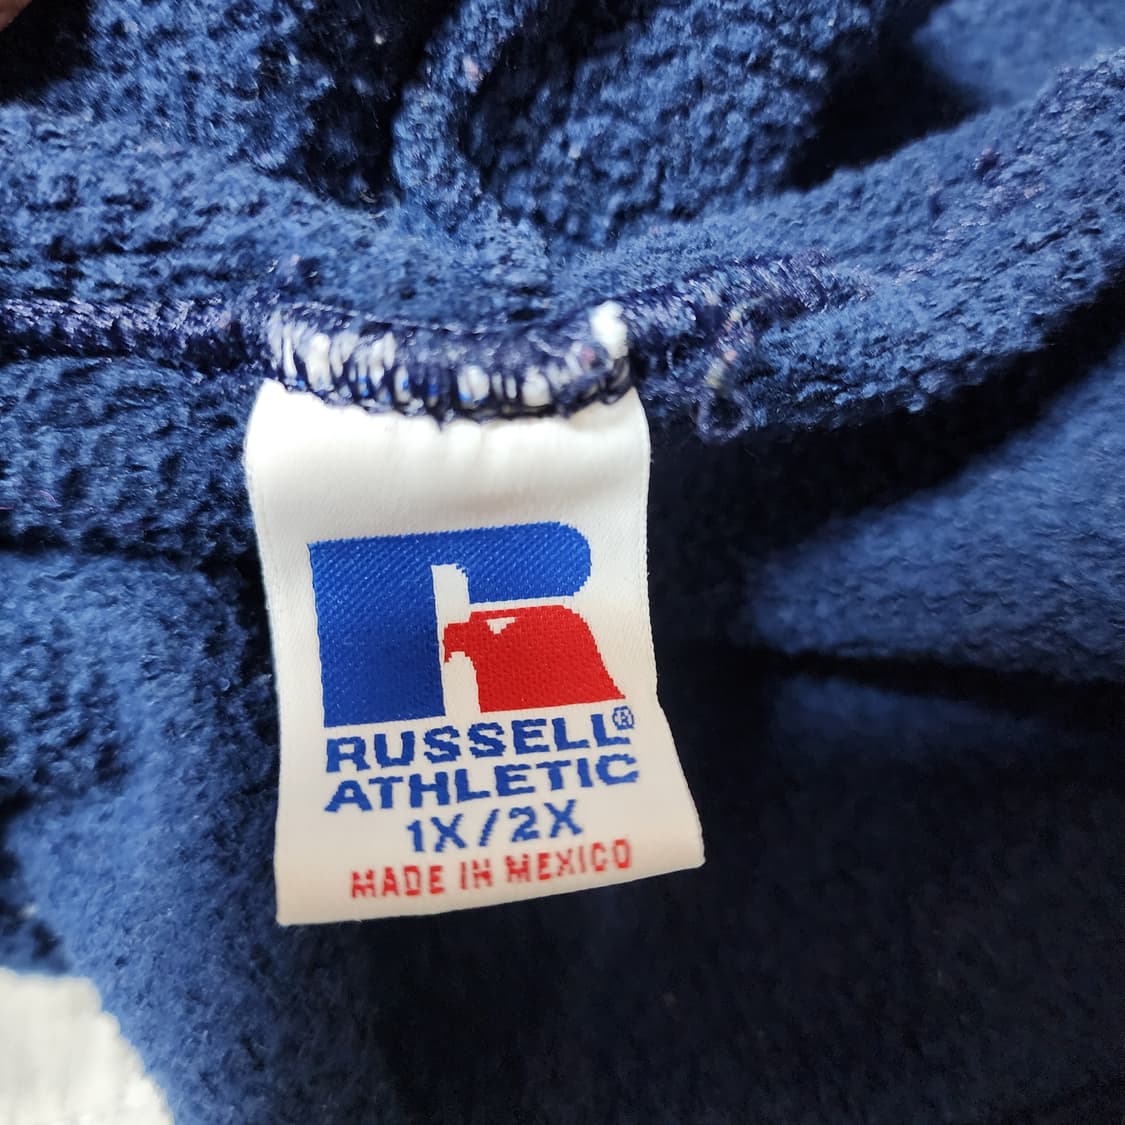 R
RUSSELL®
ATHLETIC
1X/2X
MADE IN MEXICO